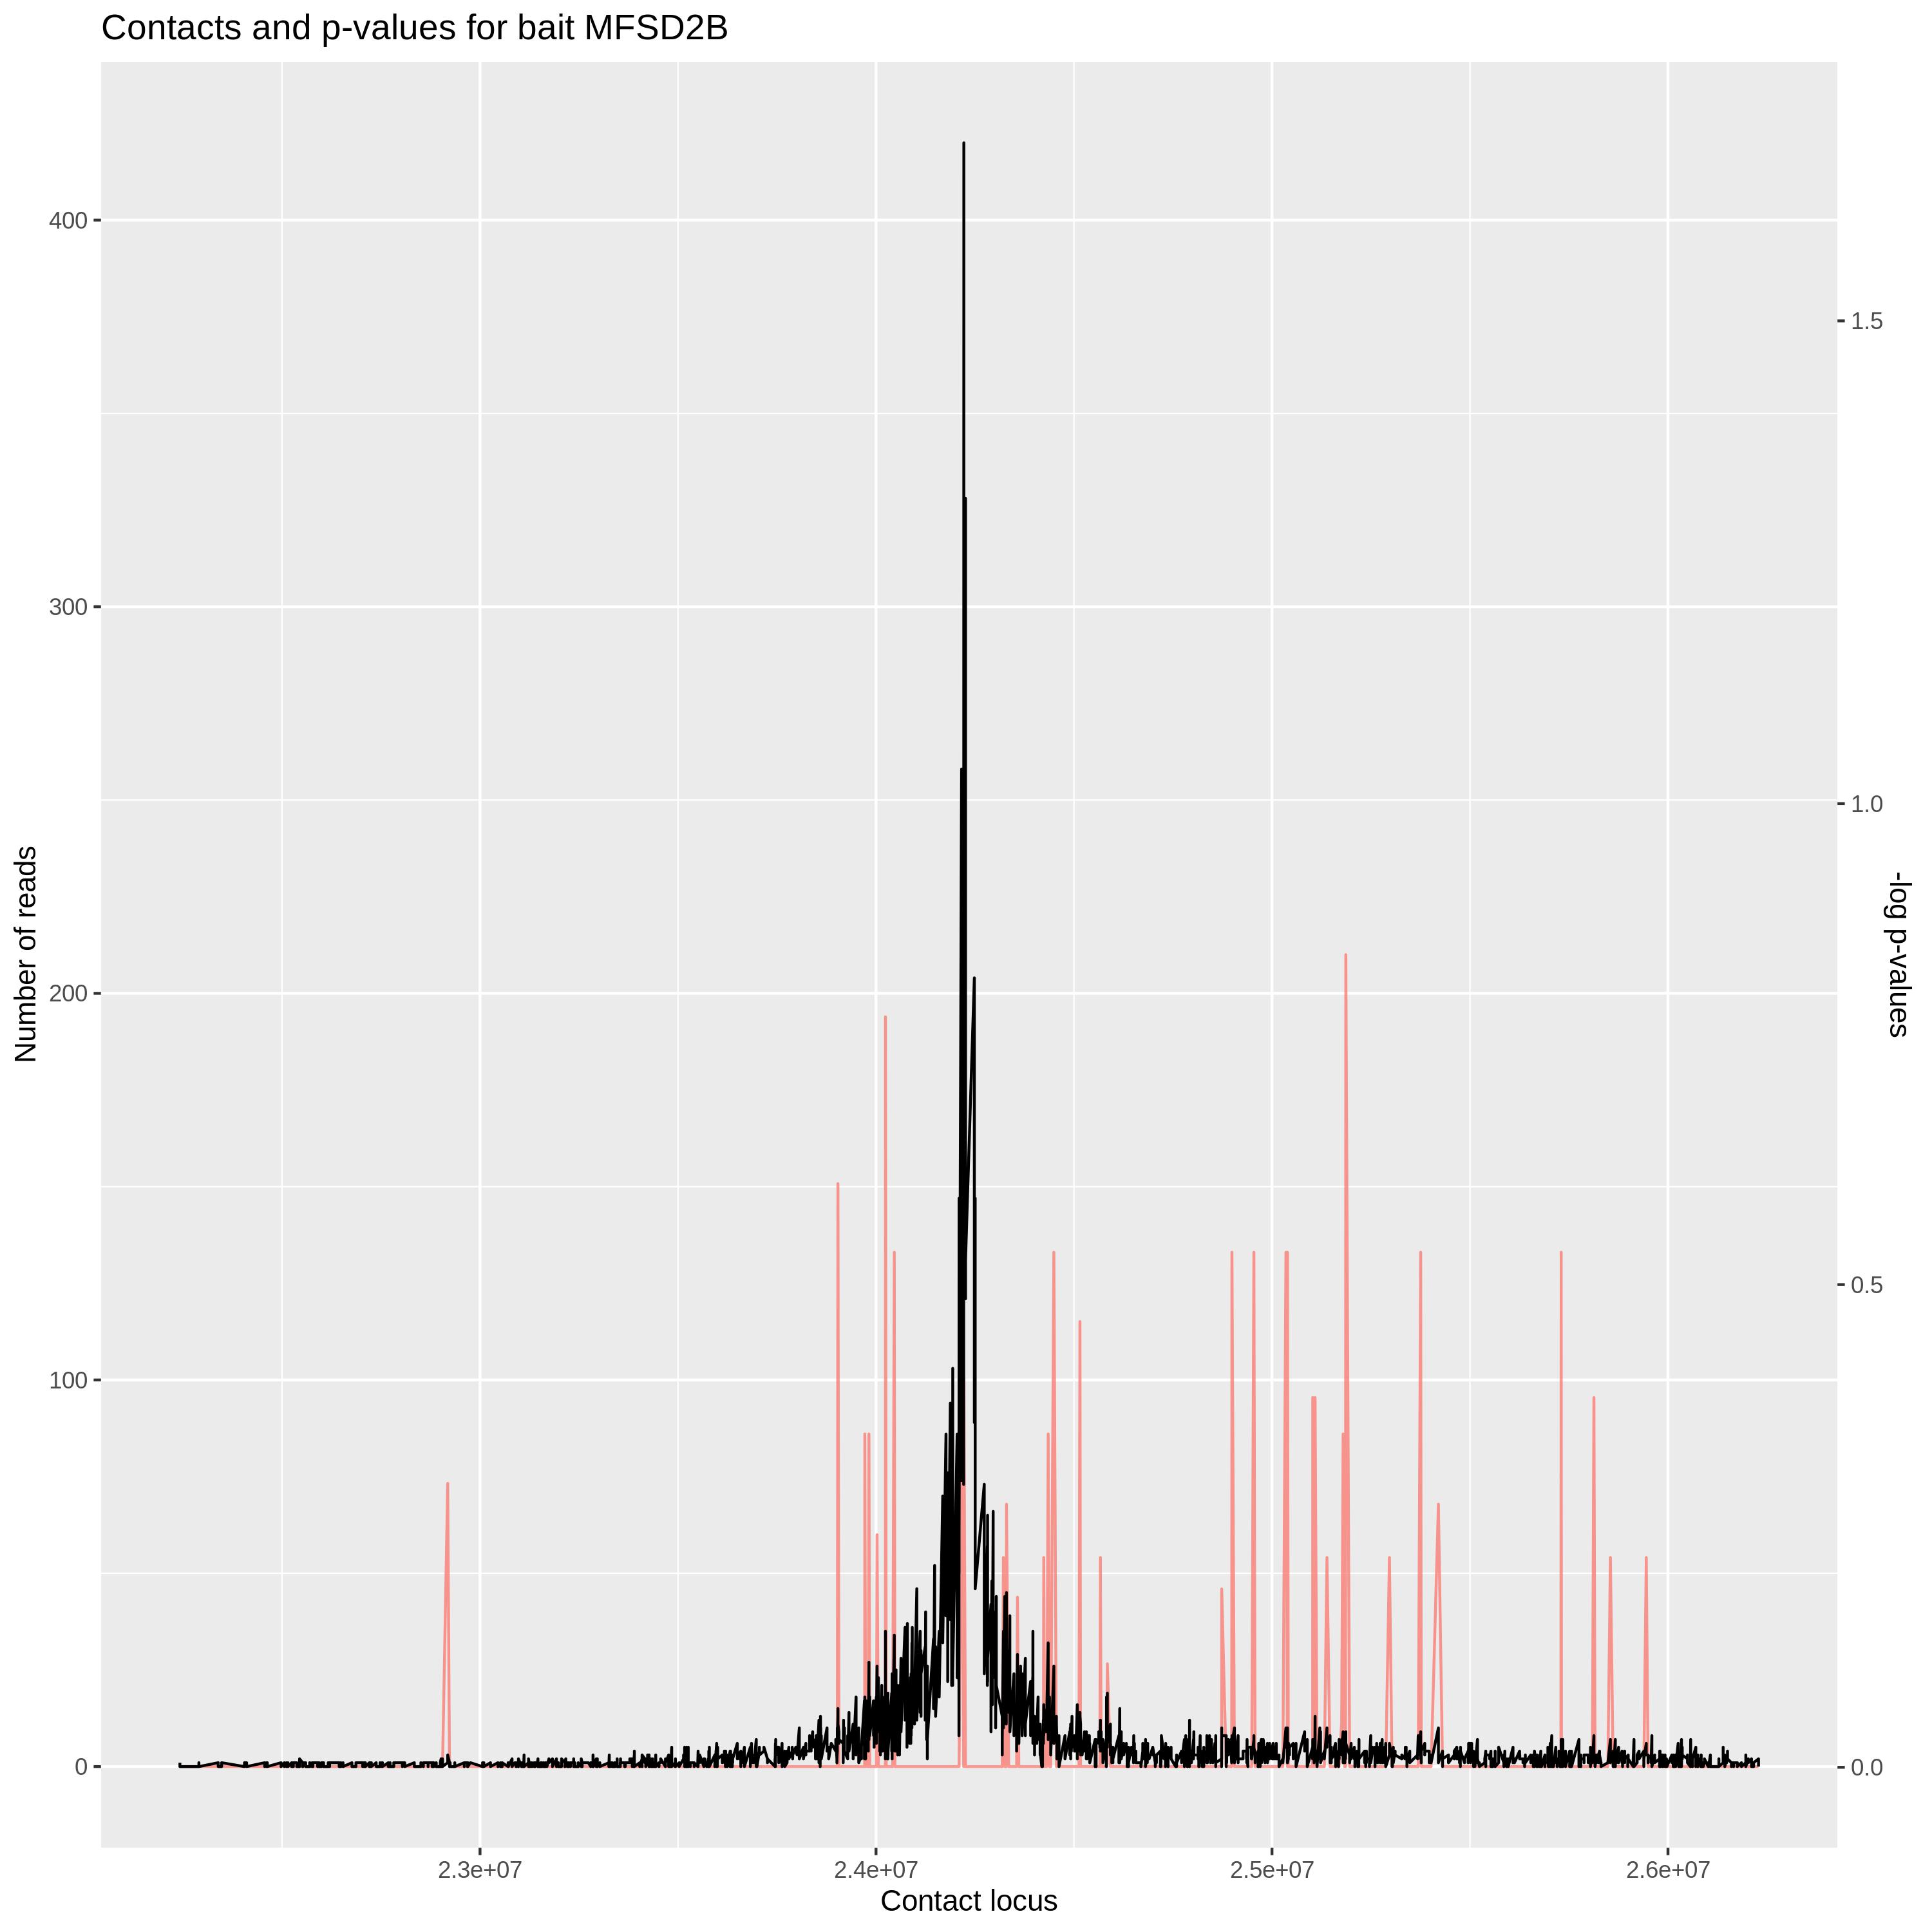 Contacts and p-values for bait MFSD2B
Number of reads
400
300
200
100
0
1.5
1.0
0.5
0.0
-log p-values
2.3e+07
2.4e+07
2.5e+07
2.6e+07
Contact locus